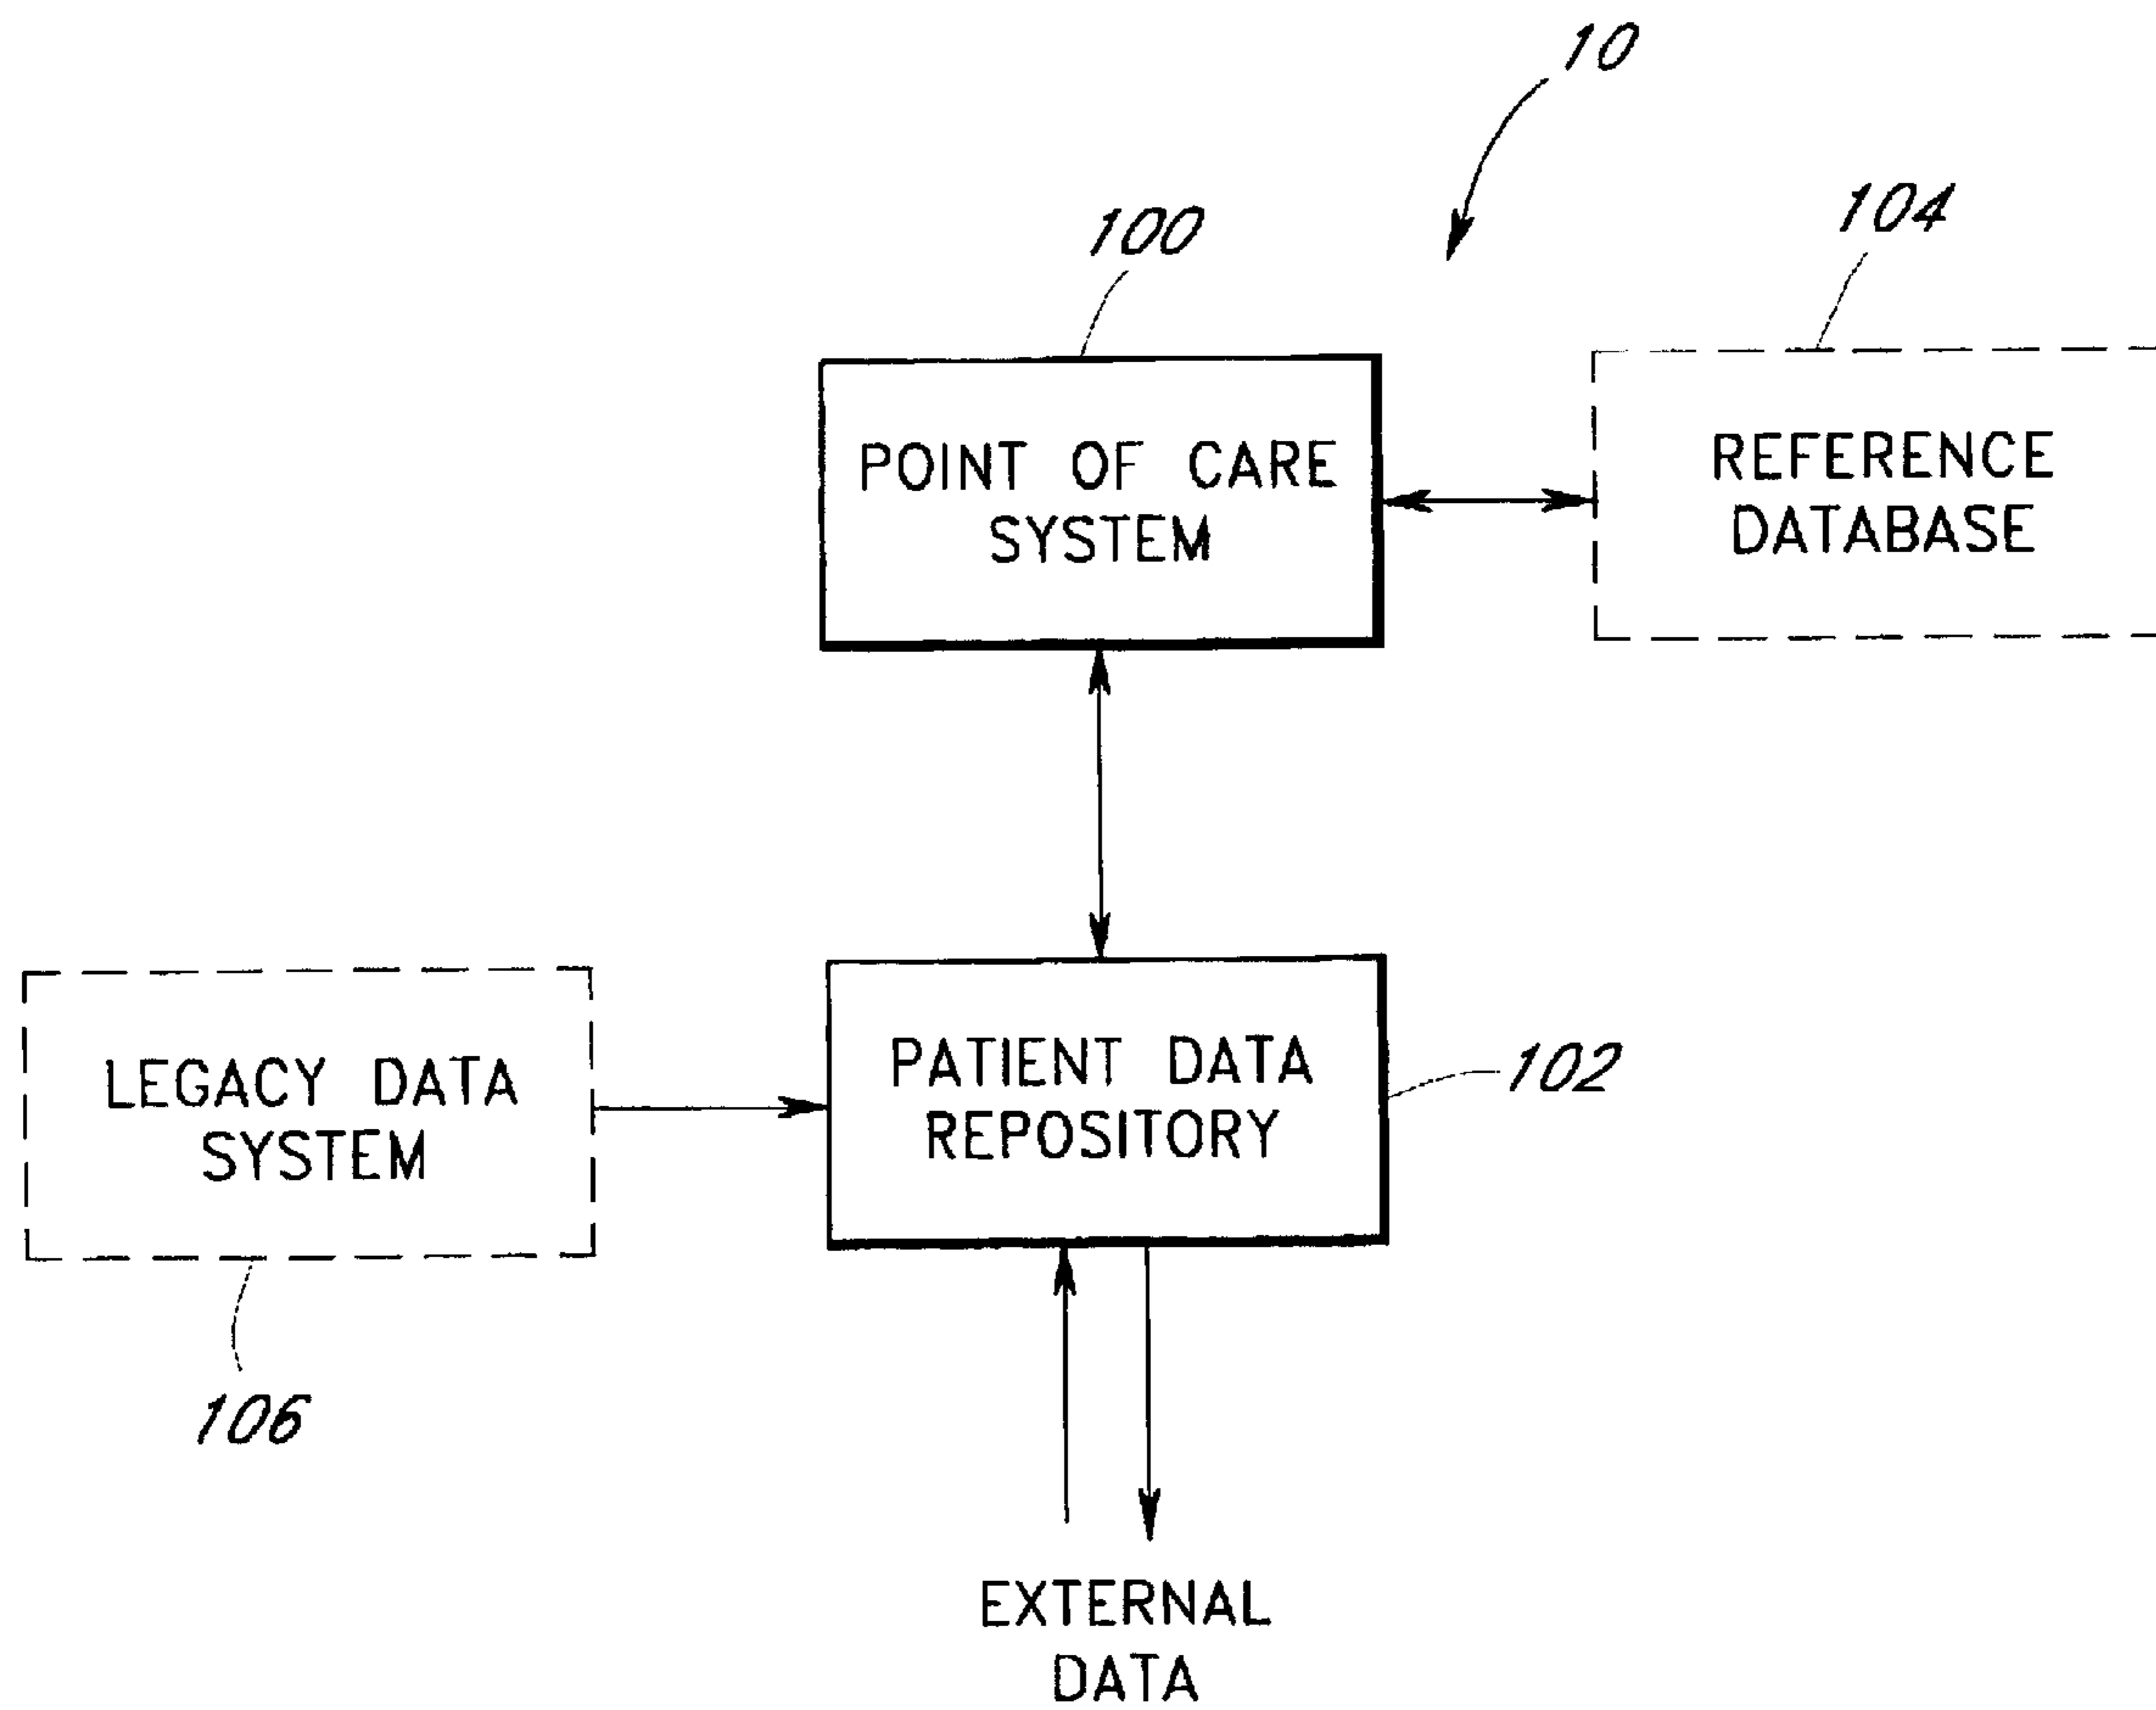 10
100
104
POINT OF CARE
SYSTEM
REFERENCE
DATABASE
LEGACY DATA
SYSTEM
PATIENT DATA
REPOSITORY
102
106
EXTERNAL
DATA